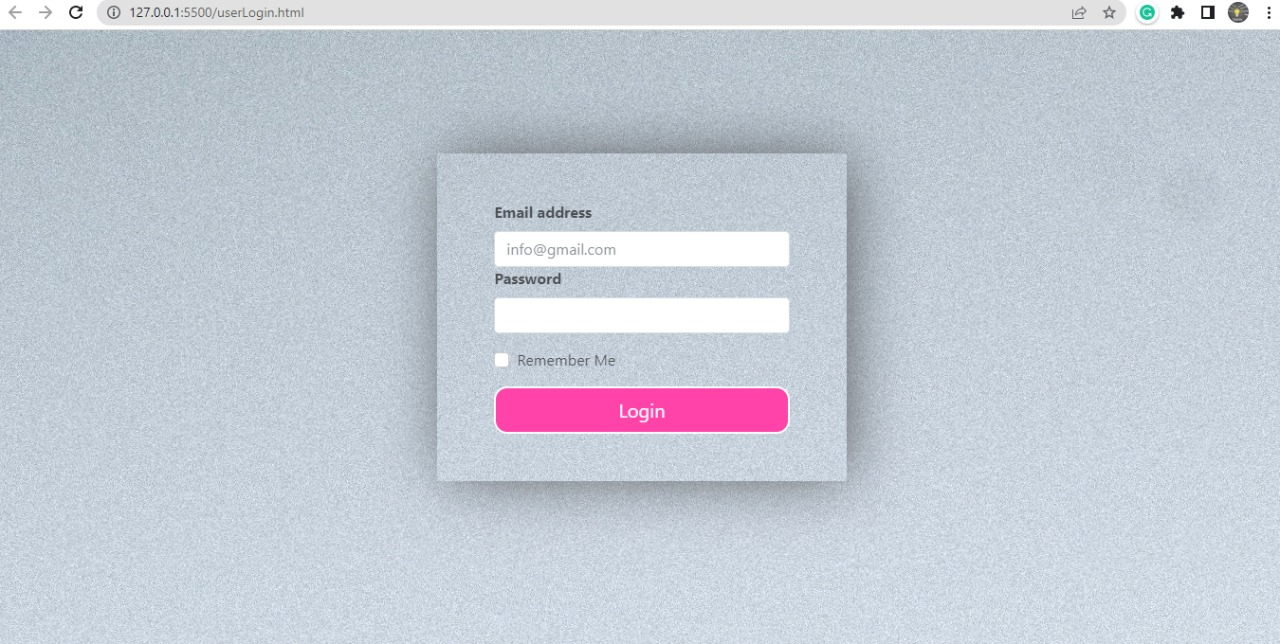 127.0.0.1:5500/userLogin.html
Email address
info@gmail.com
Password
Remember Me
Login